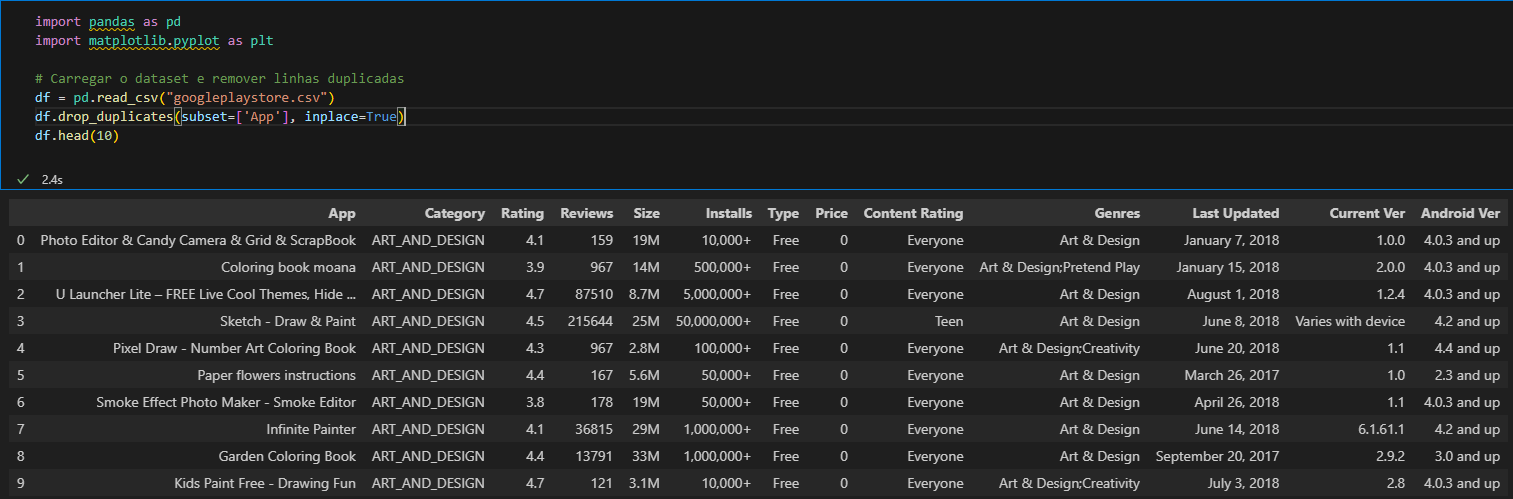 import pandas as pd
import matplotlib.pyplot as plt
# Carregar o dataset e remover linhas duplicadas
df = pd.read_csv("googleplaystore.csv")
df.drop_duplicates(subset=['App'], inplace=True)
df.head(10)
2.4s
App Category Rating Reviews Size Installs Type Price Content Rating Genres Last Updated Current Ver Android Ver
0 Photo Editor & Candy Camera & Grid & ScrapBook ART_AND_DESIGN 4.1 159 19M 10,000+ Free 0 Everyone Art & Design January 7, 2018 1.0.0 4.0.3 and up
1 Coloring book moana ART_AND_DESIGN 3.9 967 14M 500,000+ Free 0 Everyone Art & Design;Pretend Play January 15, 2018 2.0.0 4.0.3 and up
2 U Launcher Lite – FREE Live Cool Themes, Hide ... ART_AND_DESIGN 4.7 87510 8.7M 5,000,000+ Free 0 Everyone Art & Design August 1, 2018 1.2.4 4.0.3 and up
3 Sketch - Draw & Paint ART_AND_DESIGN 4.5 215644 25M 50,000,000+ Free 0 Teen Art & Design June 8, 2018 Varies with device 4.2 and up
4 Pixel Draw - Number Art Coloring Book ART_AND_DESIGN 4.3 967 2.8M 100,000+ Free 0 Everyone Art & Design;Creativity June 20, 2018 1.1 4.4 and up
5 Paper flowers instructions ART_AND_DESIGN 4.4 167 5.6M 50,000+ Free 0 Everyone Art & Design March 26, 2017 1.0 2.3 and up
6 Smoke Effect Photo Maker - Smoke Editor ART_AND_DESIGN 3.8 178 19M 50,000+ Free 0 Everyone Art & Design April 26, 2018 1.1 4.0.3 and up
7 Infinite Painter ART_AND_DESIGN 4.1 36815 29M 1,000,000+ Free 0 Everyone Art & Design June 14, 2018 6.1.61.1 4.2 and up
8 Garden Coloring Book ART_AND_DESIGN 4.4 13791 33M 1,000,000+ Free 0 Everyone Art & Design September 20, 2017 2.9.2 3.0 and up
9 Kids Paint Free - Drawing Fun ART_AND_DESIGN 4.7 121 3.1M 10,000+ Free 0 Everyone Art & Design;Creativity July 3, 2018 2.8 4.0.3 and up